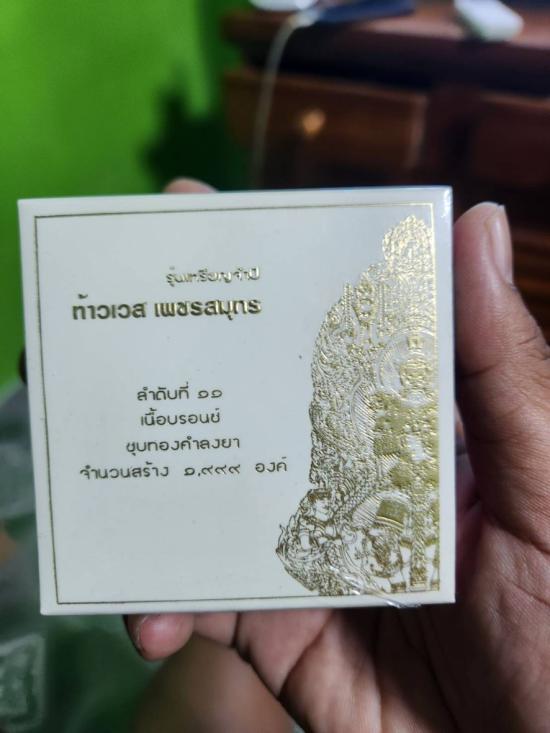 รุ่นเหรียญจำปี
ท้าวเวส เพชรสมุทร
ลำดับที่ ๑๑
เนื้อบรอนซ์
ชุบทองคำลงยา
จำนวนสร้าง ๑,๙๙๙ องค์